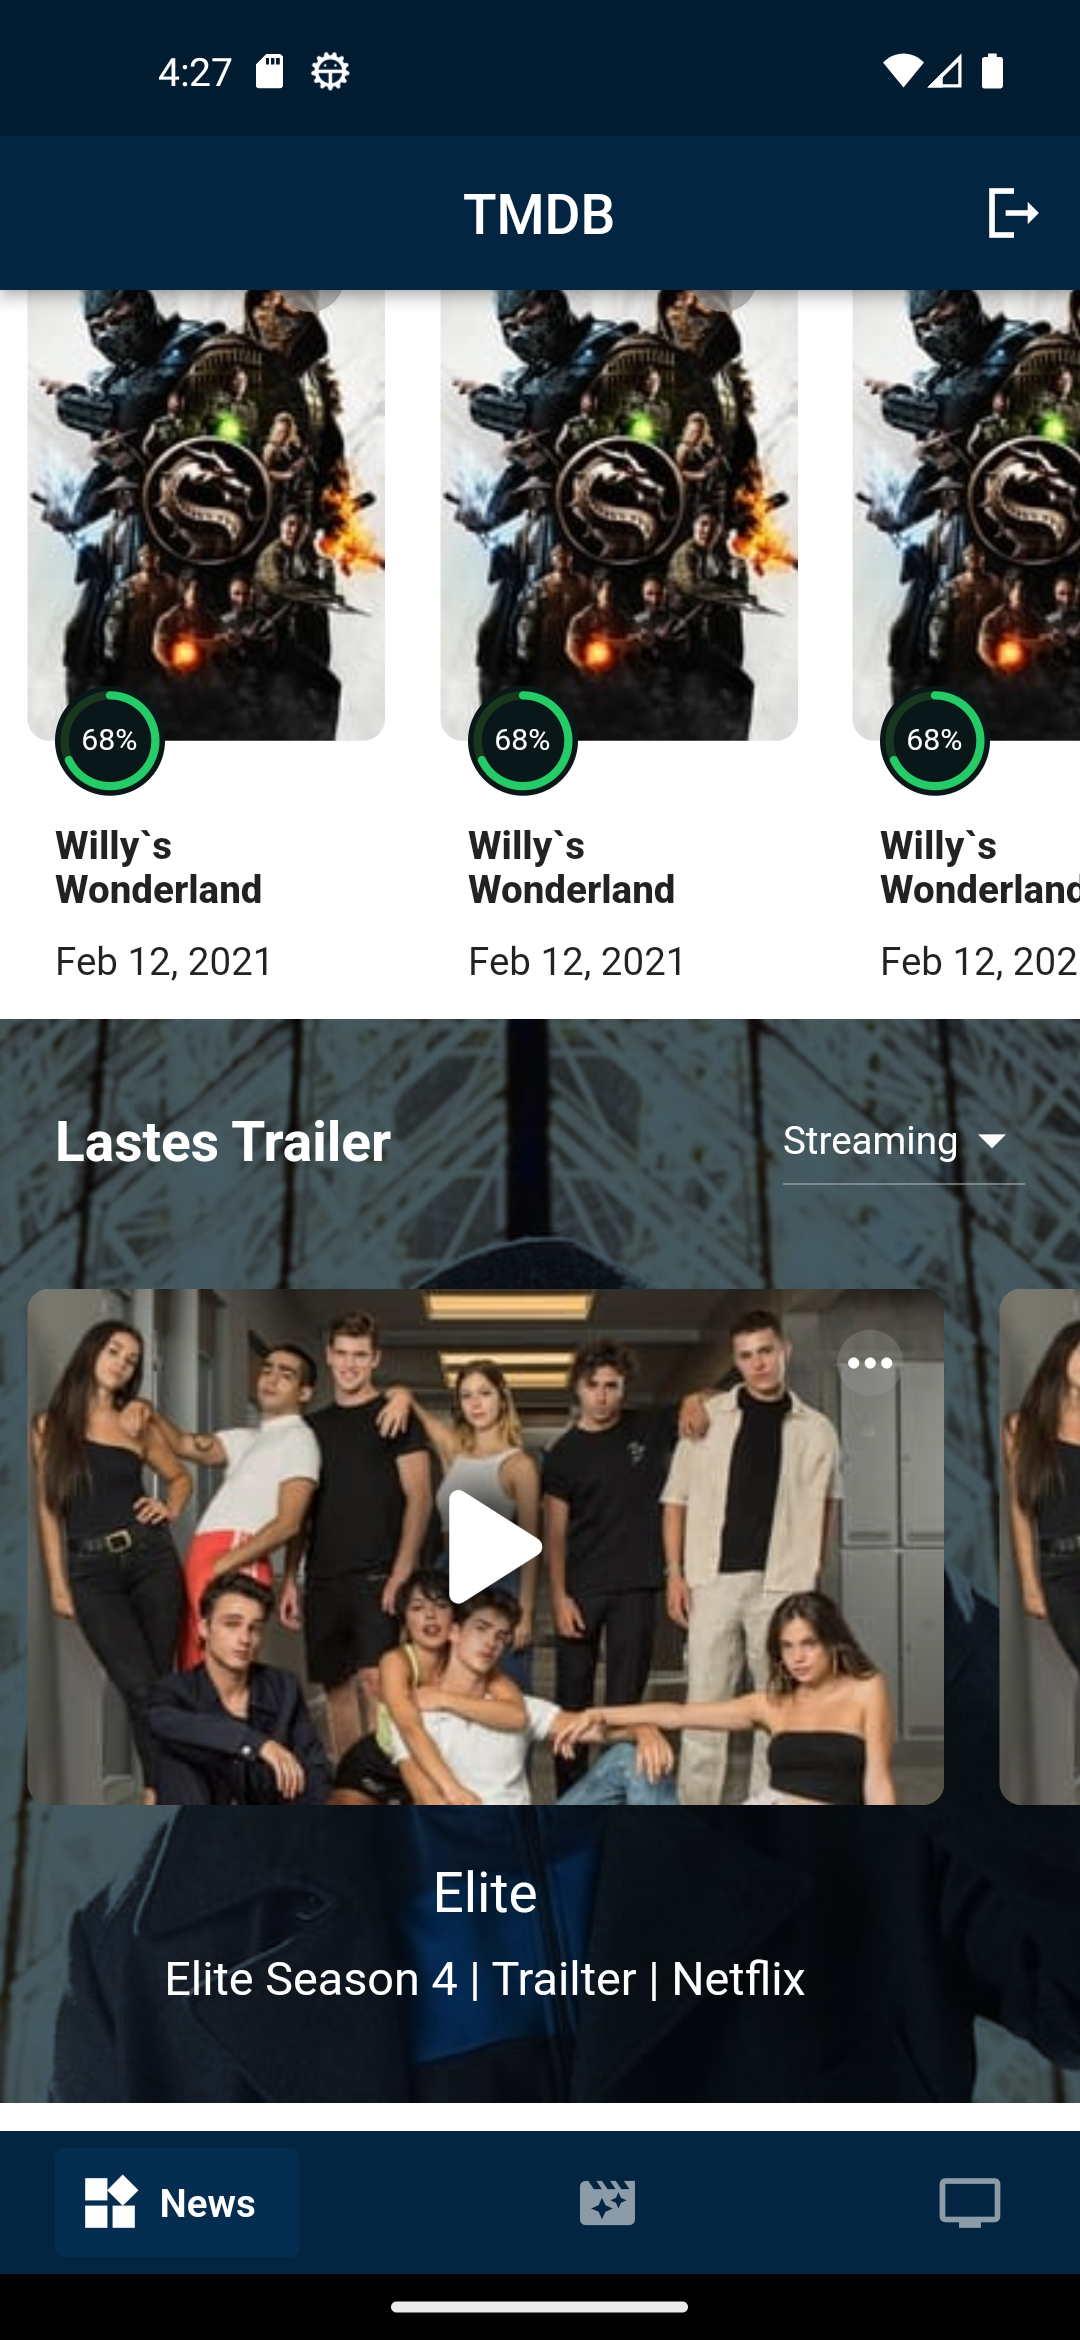 4:27
TMDB
68% 68% 68%
Willy`s Willy`s Willy`s
Wonderland Wonderland Wonderland
Feb 12, 2021 Feb 12, 2021 Feb 12, 202
Lastes Trailer Streaming
Elite
Elite Season 4 | Trailter | Netflix
News